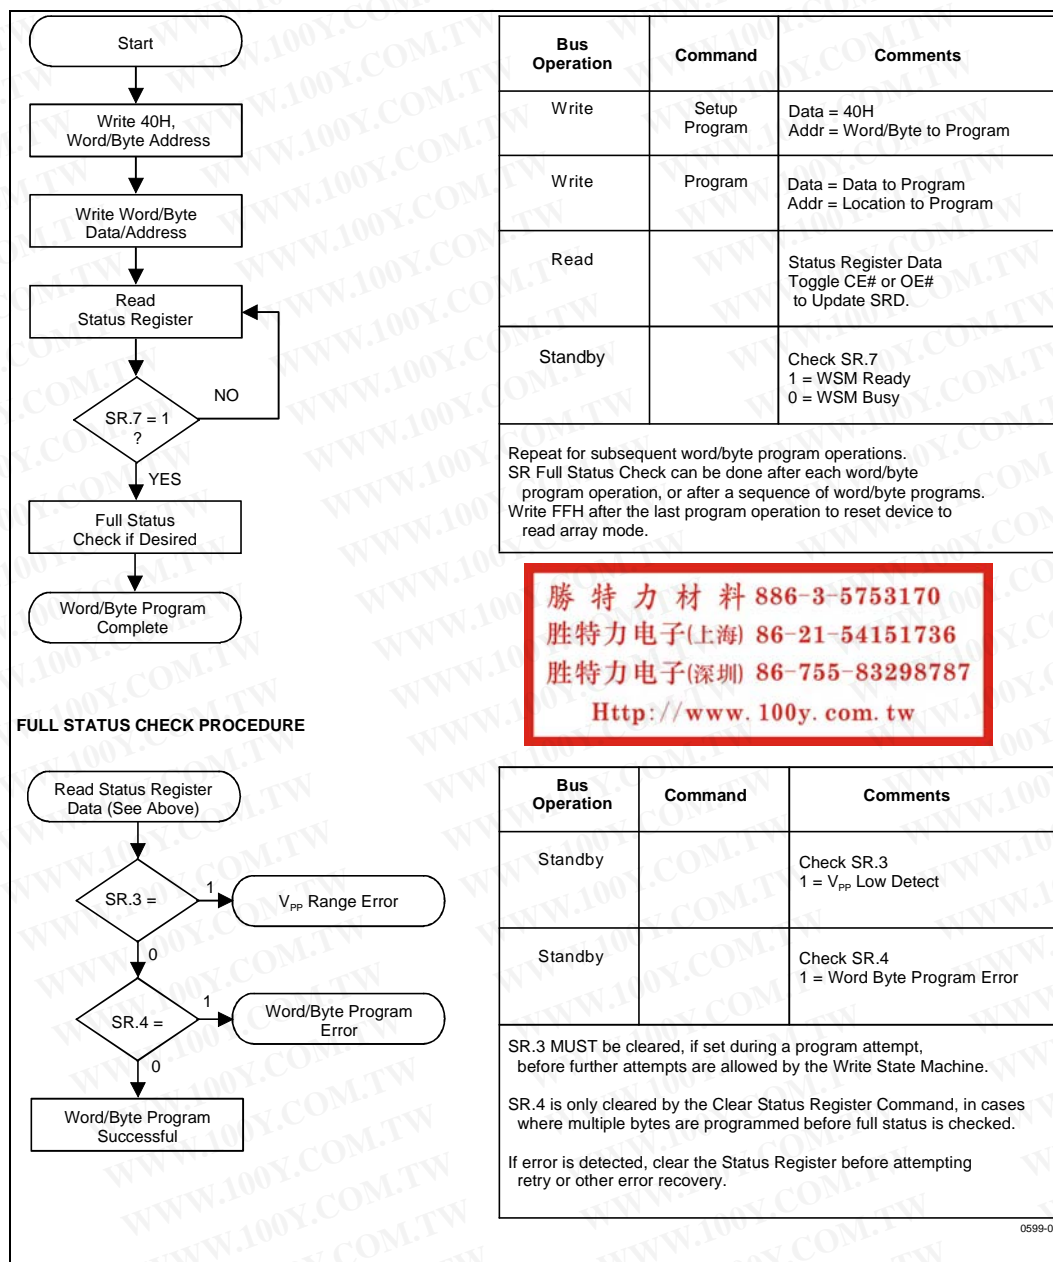 Start
Write 40H,
Word/Byte Address
Write Word/Byte
Data/Address
Read
Status Register
NO
SR.7 = 1
?
YES
Full Status
Check if Desired
Word/Byte Program
Complete
Bus
Operation
Command
Comments
Write
Setup
Program
Data = 40H
Addr = Word/Byte to Program
Write
Program
Data = Data to Program
Addr = Location to Program
Read
Status Register Data
Toggle CE# or OE#
to Update SRD.
Standby
Check SR.7
1 = WSM Ready
0 = WSM Busy
Repeat for subsequent word/byte program operations.
SR Full Status Check can be done after each word/byte
program operation, or after a sequence of word/byte programs.
Write FFH after the last program operation to reset device to
read array mode.
勝 特 力 材 料 886-3-5753170
胜特力电子(上海) 86-21-54151736
胜特力电子(深圳) 86-755-83298787
Http://www.100y.com.tw
FULL STATUS CHECK PROCEDURE
Read Status Register
Data (See Above)
SR.3 =
1
VPP Range Error
0
SR.4 =
1
Word/Byte Program
Error
0
Word/Byte Program
Successful
Bus
Operation
Command
Comments
Standby
Check SR.3
1 = VPP Low Detect
Standby
Check SR.4
1 = Word Byte Program Error
SR.3 MUST be cleared, if set during a program attempt,
before further attempts are allowed by the Write State Machine.
SR.4 is only cleared by the Clear Status Register Command, in cases
where multiple bytes are programmed before full status is checked.
If error is detected, clear the Status Register before attempting
retry or other error recovery.
0599-0
WWW.100Y.COM.TW